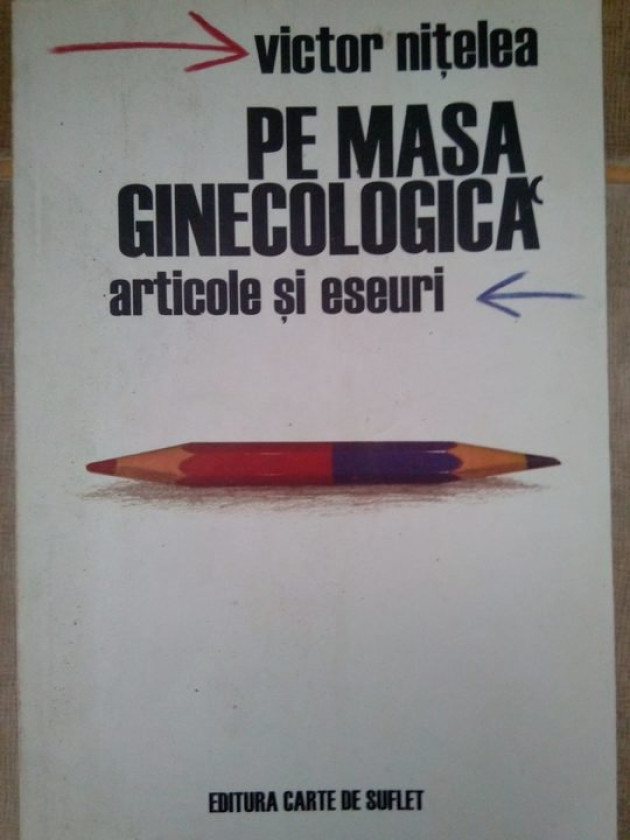 victor nițelea
PE MASA
GINECOLOGICĂ
articole și eseuri
EDITURA CARTE DE SUFLET